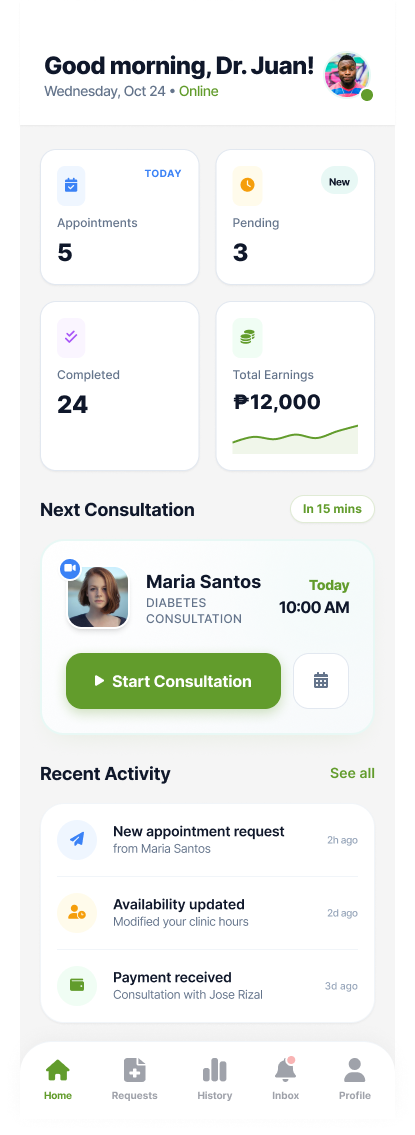 Good morning, Dr. Juan!
Wednesday, Oct 24 • Online
TODAY
Appointments
5
New
Pending
3
Completed
24
Total Earnings
₱12,000
Next Consultation
In 15 mins
Maria Santos
DIABETES
CONSULTATION
Today
10:00 AM
Start Consultation
Recent Activity
See all
New appointment request
from Maria Santos
2h ago
Availability updated
Modified your clinic hours
2d ago
Payment received
Consultation with Jose Rizal
3d ago
Home
Requests
History
Inbox
Profile